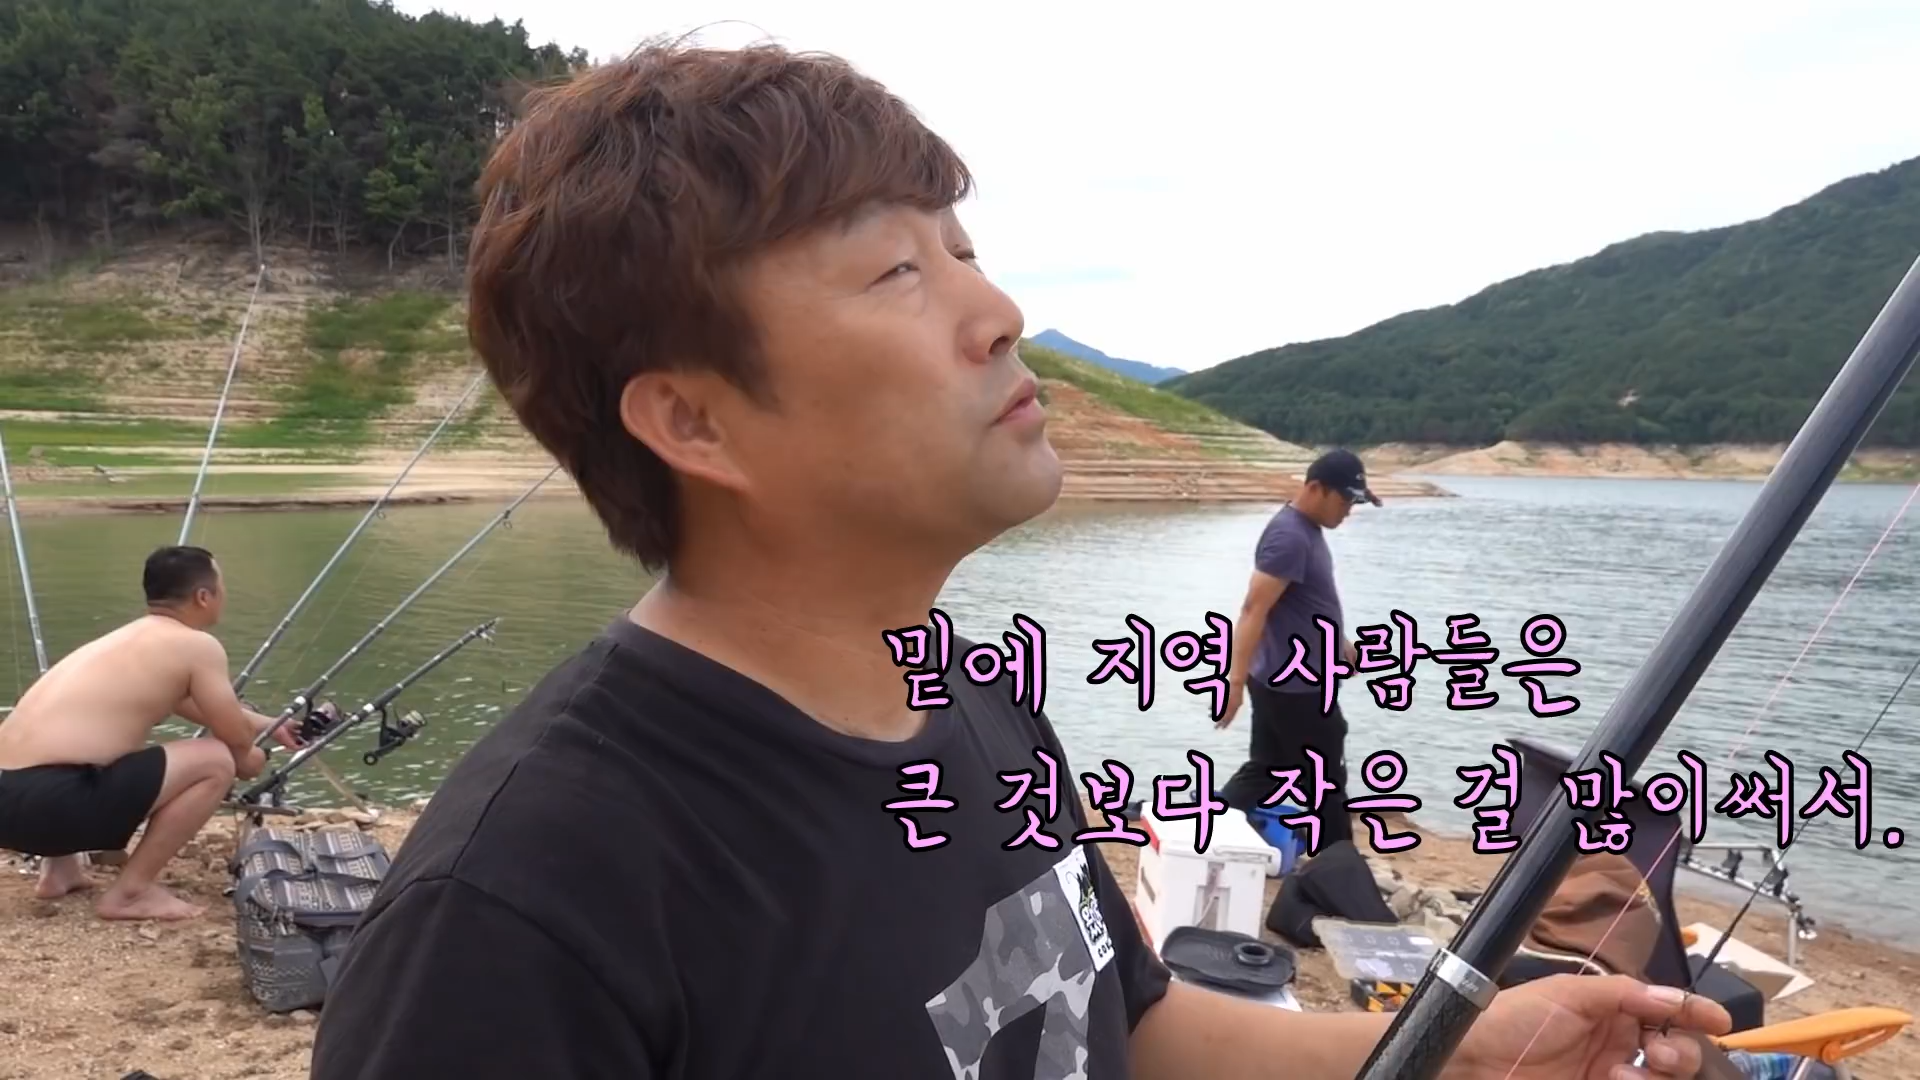 밑에 지역 사람들은
큰 것보다 작은 걸 많이써서.